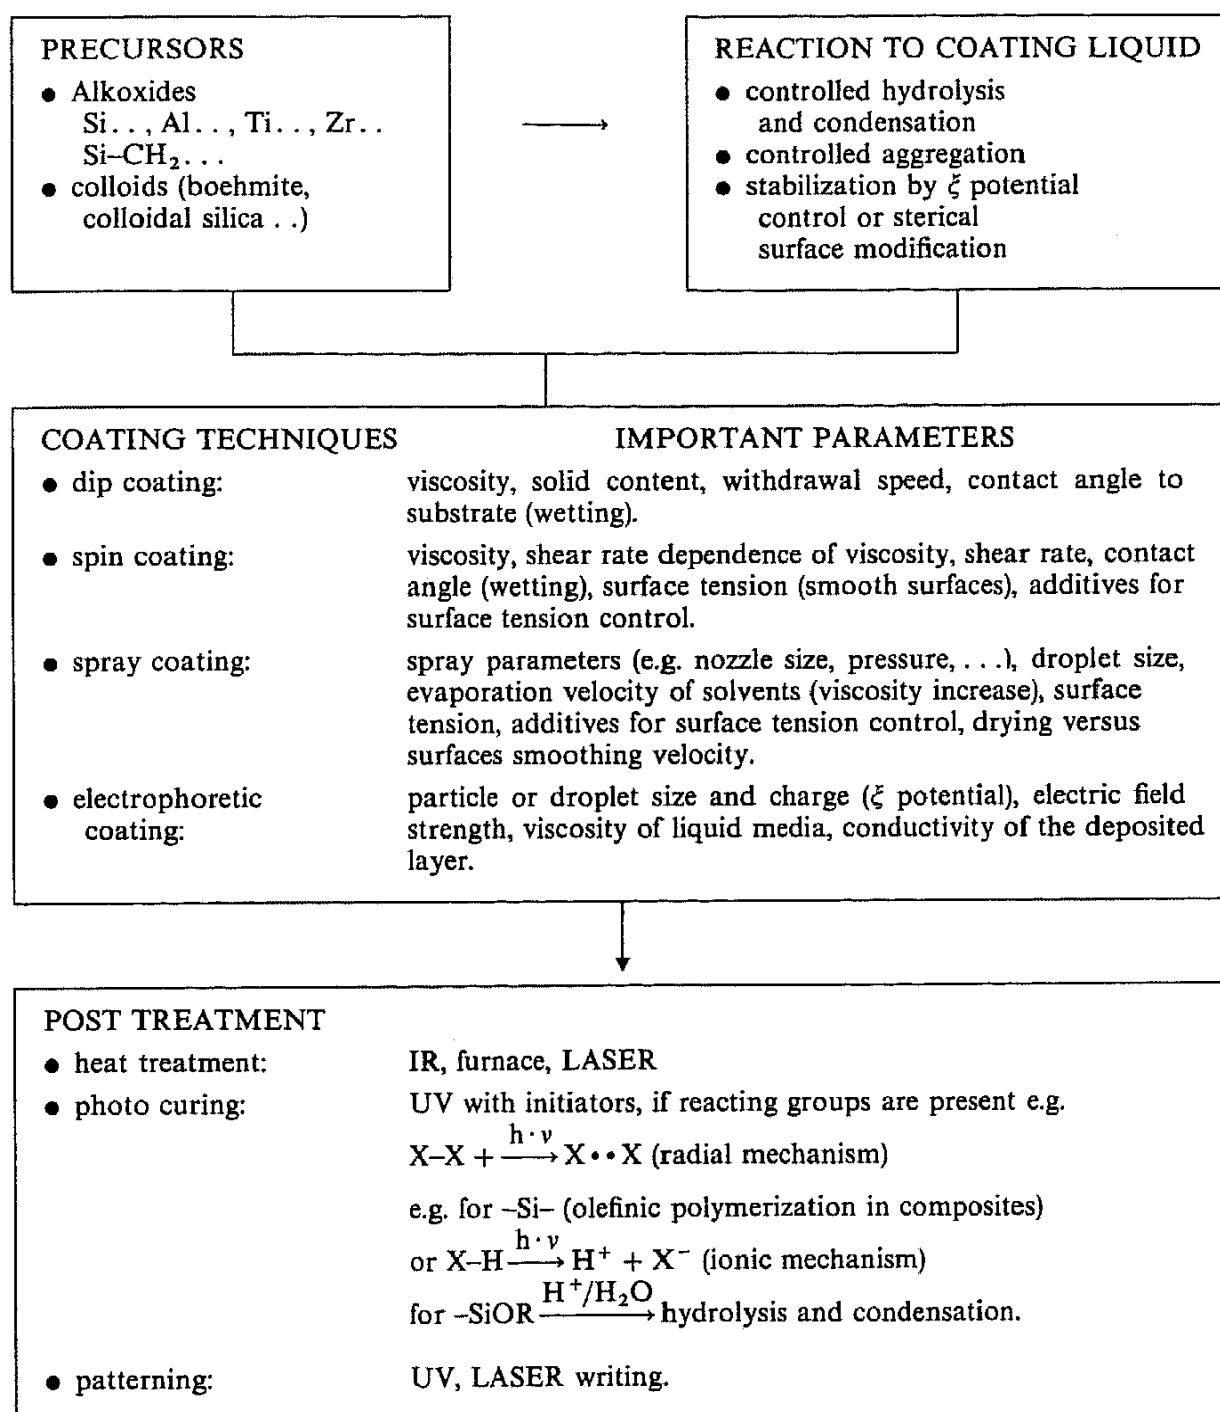 PRECURSORS
• Alkoxides
Si. . , Al. . , Ti. . , Zr. .
Si–CH₂. . .
• colloids (boehmite,
colloidal silica . .)
⟶
REACTION TO COATING LIQUID
• controlled hydrolysis
and condensation
• controlled aggregation
• stabilization by ξ potential
control or sterical
surface modification
COATING TECHNIQUES IMPORTANT PARAMETERS
• dip coating: viscosity, solid content, withdrawal speed, contact angle to
substrate (wetting).
• spin coating: viscosity, shear rate dependence of viscosity, shear rate, contact
angle (wetting), surface tension (smooth surfaces), additives for
surface tension control.
• spray coating: spray parameters (e.g. nozzle size, pressure, . . .), droplet size,
evaporation velocity of solvents (viscosity increase), surface
tension, additives for surface tension control, drying versus
surfaces smoothing velocity.
• electrophoretic particle or droplet size and charge (ξ potential), electric field
coating: strength, viscosity of liquid media, conductivity of the deposited
layer.
POST TREATMENT
• heat treatment: IR, furnace, LASER
• photo curing: UV with initiators, if reacting groups are present e.g.
h · ν
X–X + ⟶ X • • X (radial mechanism)
e.g. for –Si– (olefinic polymerization in composites)
h · ν
or X–H ⟶ H⁺ + X⁻ (ionic mechanism)
H⁺/H₂O
for –SiOR ⟶ hydrolysis and condensation.
• patterning: UV, LASER writing.